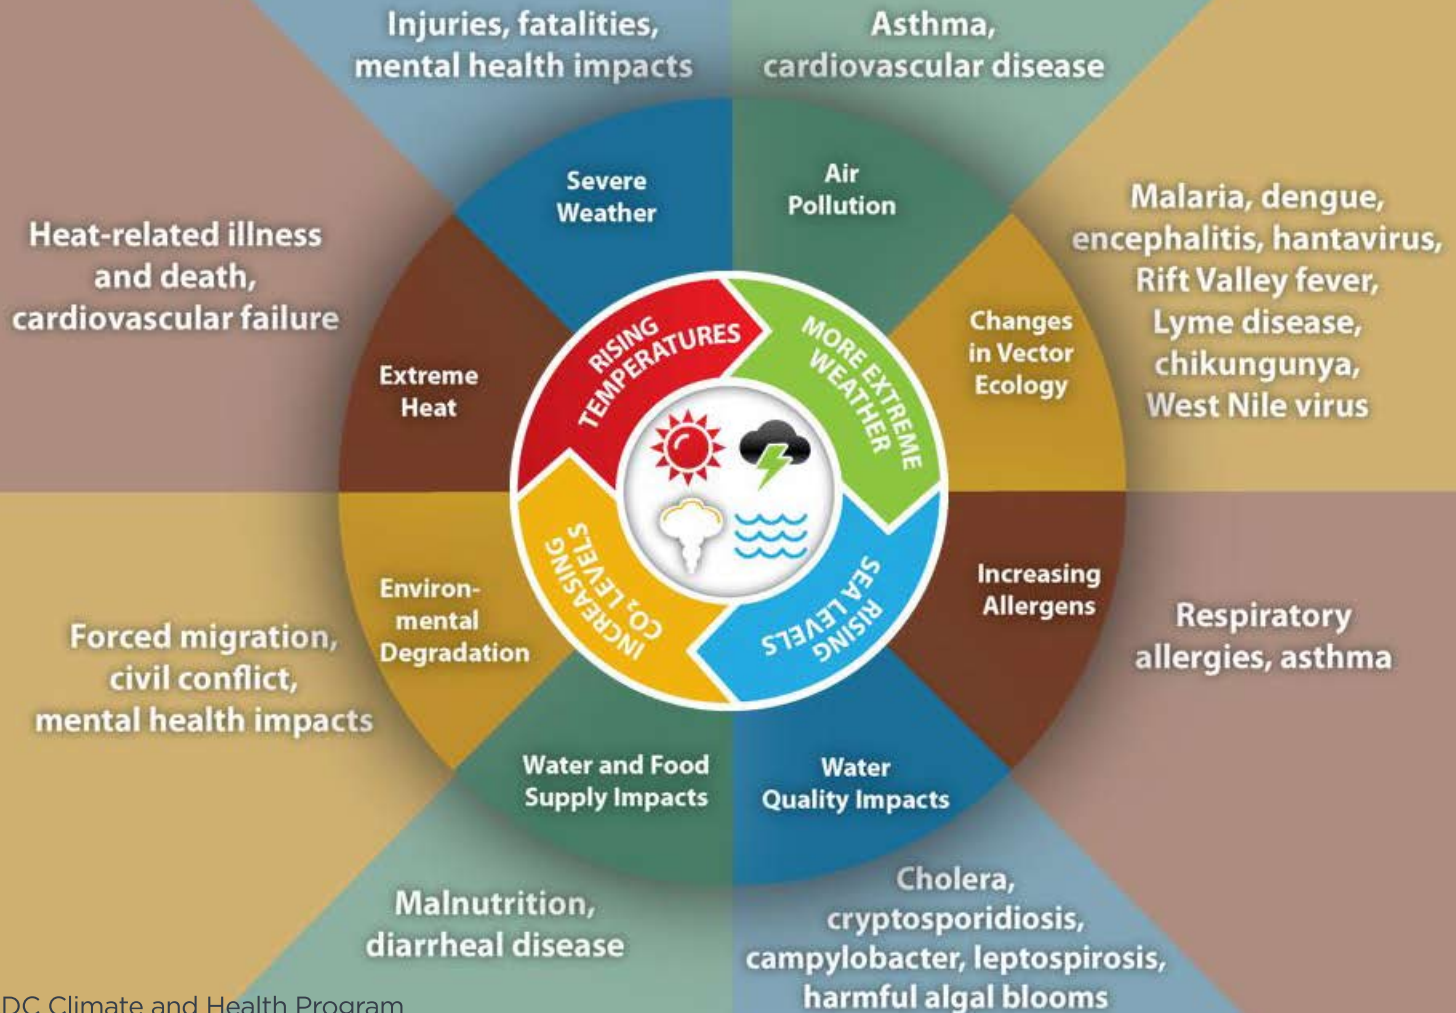 Injuries, fatalities,
mental health impacts
Asthma,
cardiovascular disease
Severe
Weather
Air
Pollution
Heat-related illness
and death,
cardiovascular failure
Malaria, dengue,
encephalitis, hantavirus,
Rift Valley fever,
Lyme disease,
chikungunya,
West Nile virus
Extreme
Heat
Changes
in Vector
Ecology
RISING
TEMPERATURES
MORE EXTREME
WEATHER
INCREASING
CO₂ LEVELS
RISING
SEA LEVELS
Environ-
mental
Degradation
Increasing
Allergens
Forced migration,
civil conflict,
mental health impacts
Respiratory
allergies, asthma
Water and Food
Supply Impacts
Water
Quality Impacts
Malnutrition,
diarrheal disease
Cholera,
cryptosporidiosis,
campylobacter, leptospirosis,
harmful algal blooms
DC Climate and Health Program